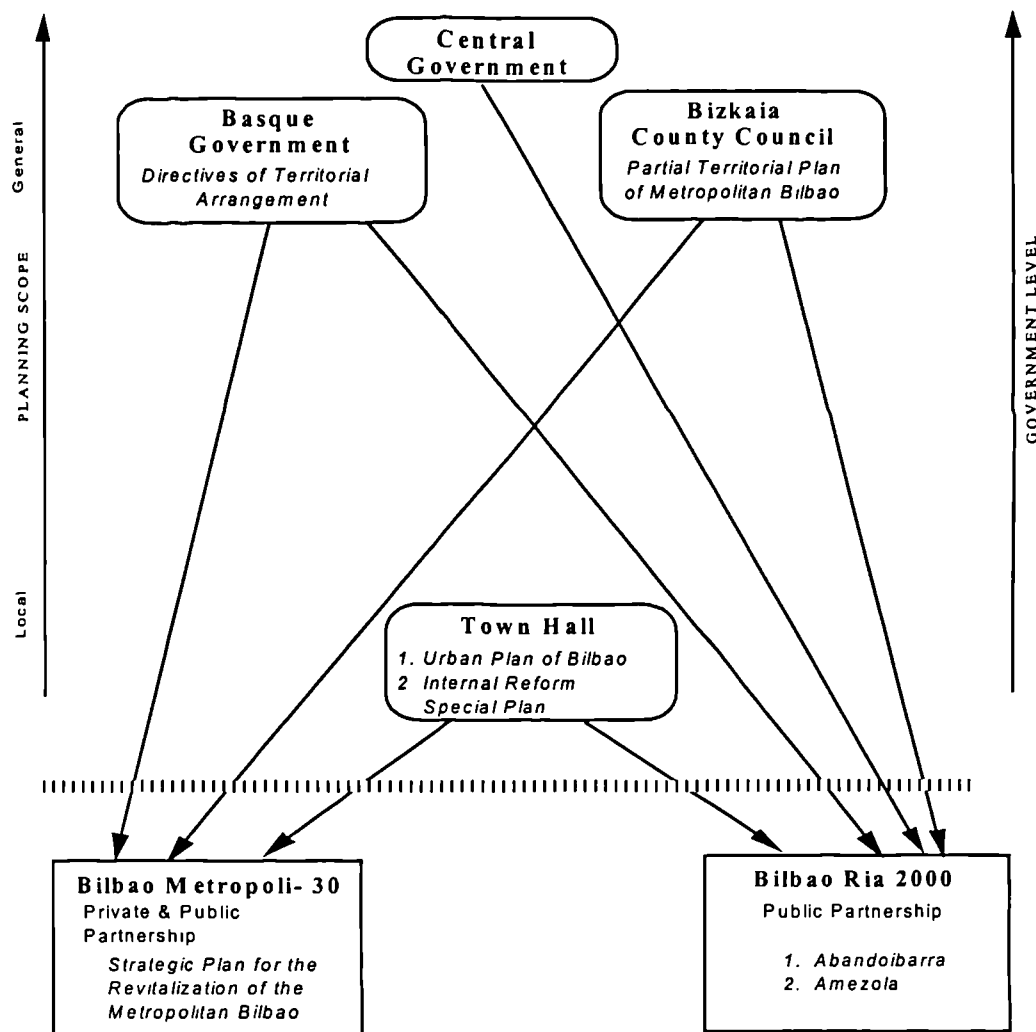 Central
Government
Basque
Government
Directives of Territorial
Arrangement
Bizkaia
County Council
Partial Territorial Plan
of Metropolitan Bilbao
General
PLANNING SCOPE
Local
GOVERNMENT LEVEL
Town Hall
1. Urban Plan of Bilbao
2 Internal Reform
Special Plan
Bilbao Metropoli- 30
Private & Public
Partnership
Strategic Plan for the
Revitalization of the
Metropolitan Bilbao
Bilbao Ria 2000
Public Partnership
1. Abandoibarra
2. Amezola